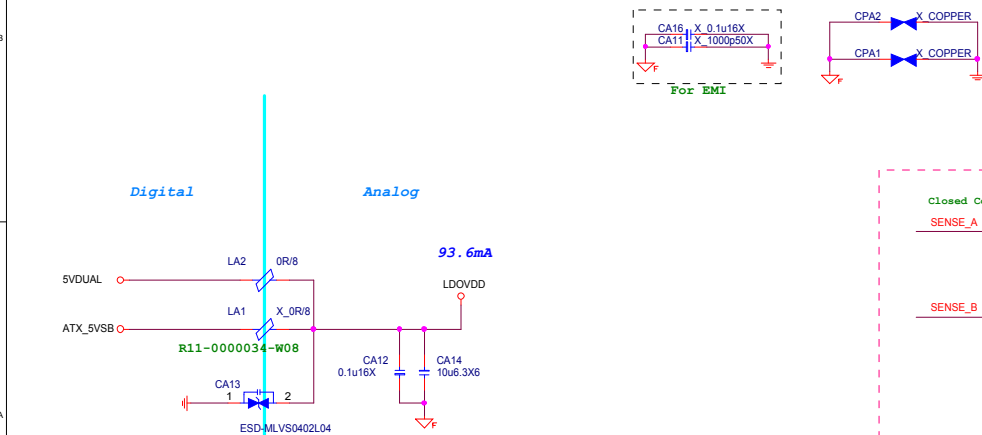 B
CA16 X_0.1u16X
CA11 X_1000p50X
F
For EMI
CPA2 X_COPPER
CPA1 X_COPPER
F
Digital
Analog
93.6mA
LDOVDD
LA2 0R/8
5VDUAL
LA1 X_0R/8
ATX_5VSB
R11-0000034-W08
CA12
0.1u16X
CA14
10u6.3X6
CA13
1 2
ESD-MLVS0402L04
F
A
Closed Co
SENSE_A
SENSE_B